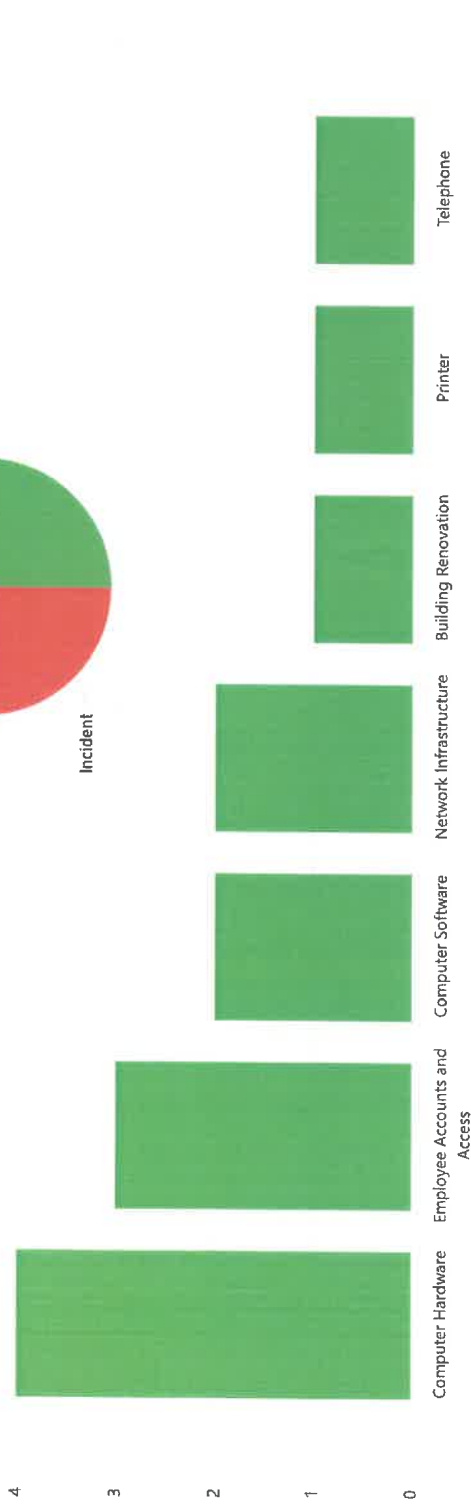 Incident
4
3
2
1
0
Computer Hardware
Employee Accounts and
Access
Computer Software
Network Infrastructure
Building Renovation
Printer
Telephone